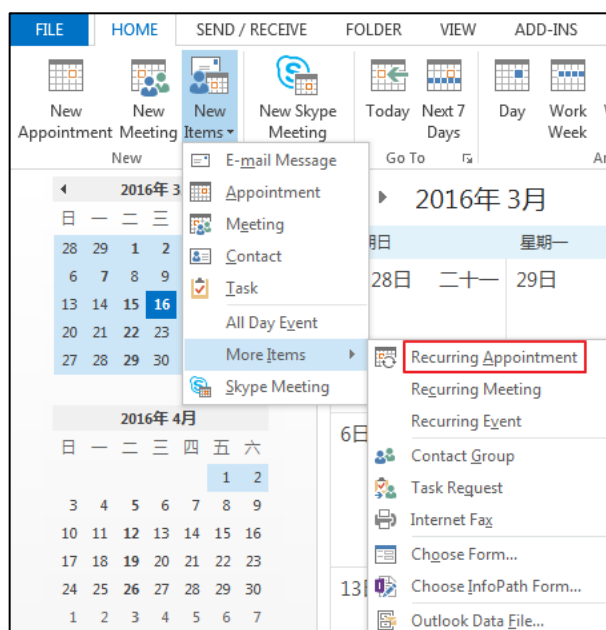 FILE HOME SEND / RECEIVE FOLDER VIEW ADD-INS
New Appointment
New Meeting
New Items
New Skype Meeting
Today
Next 7 Days
Day
Work Week
New
Go To
E-mail Message
Appointment
Meeting
Contact
Task
All Day Event
More Items
Skype Meeting
Recurring Appointment
Recurring Meeting
Recurring Event
Contact Group
Task Request
Internet Fax
Choose Form...
Choose InfoPath Form...
Outlook Data File...
2016年 3
日 一 二 三
28 29 1 2
6 7 8 9
13 14 15 16
20 21 22 23
27 28 29 30
2016年 4月
日 一 二 三 四 五 六
1 2
3 4 5 6 7 8 9
10 11 12 13 14 15 16
17 18 19 20 21 22 23
24 25 26 27 28 29 30
1 2 3 4 5 6 7
2016年 3月
期日 星期一
28日 二十一 29日
6日
13